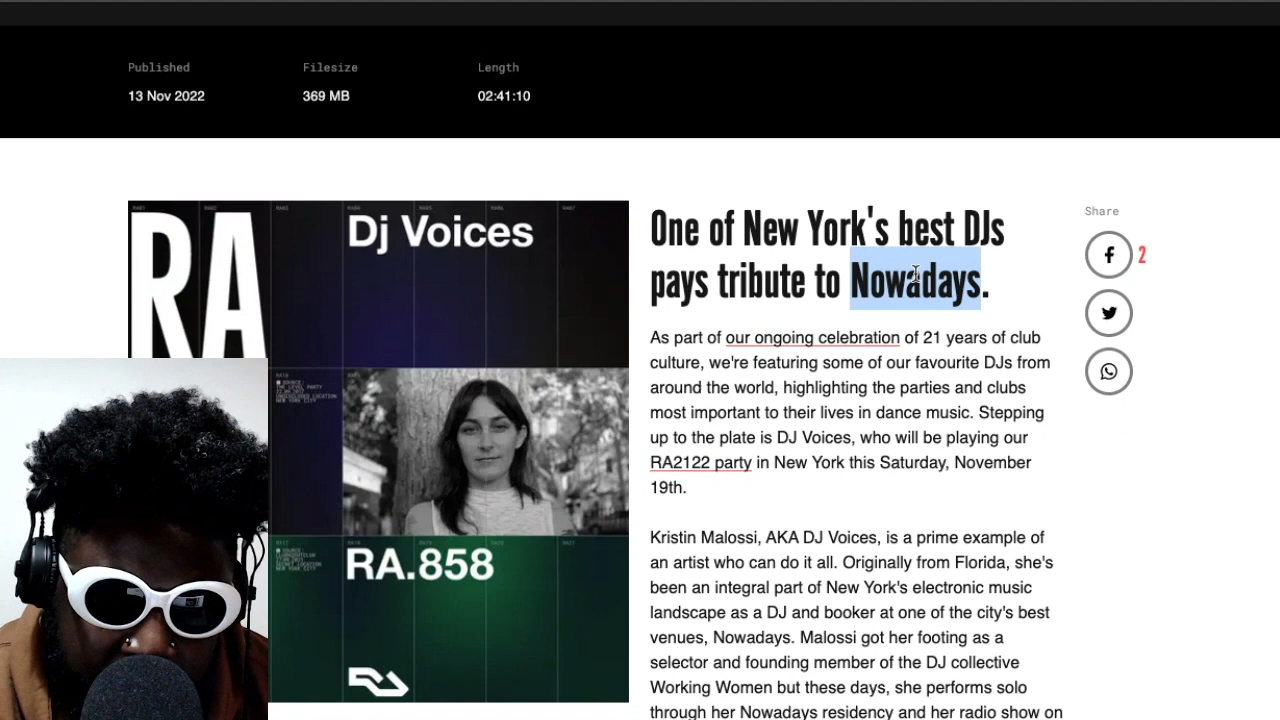 Published
Filesize
Length
13 Nov 2022
369 MB
02:41:10
RA
Dj Voices
RA.858
One of New York's best DJs
pays tribute to Nowadays.
As part of our ongoing celebration of 21 years of club
culture, we're featuring some of our favourite DJs from
around the world, highlighting the parties and clubs
most important to their lives in dance music. Stepping
up to the plate is DJ Voices, who will be playing our
RA2122 party in New York this Saturday, November
19th.
Kristin Malossi, AKA DJ Voices, is a prime example of
an artist who can do it all. Originally from Florida, she's
been an integral part of New York's electronic music
landscape as a DJ and booker at one of the city's best
venues, Nowadays. Malossi got her footing as a
selector and founding member of the DJ collective
Working Women but these days, she performs solo
through her Nowadays residency and her radio show on
Share
2